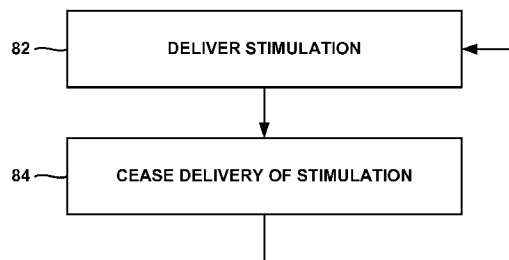 82
DELIVER STIMULATION
84
CEASE DELIVERY OF STIMULATION